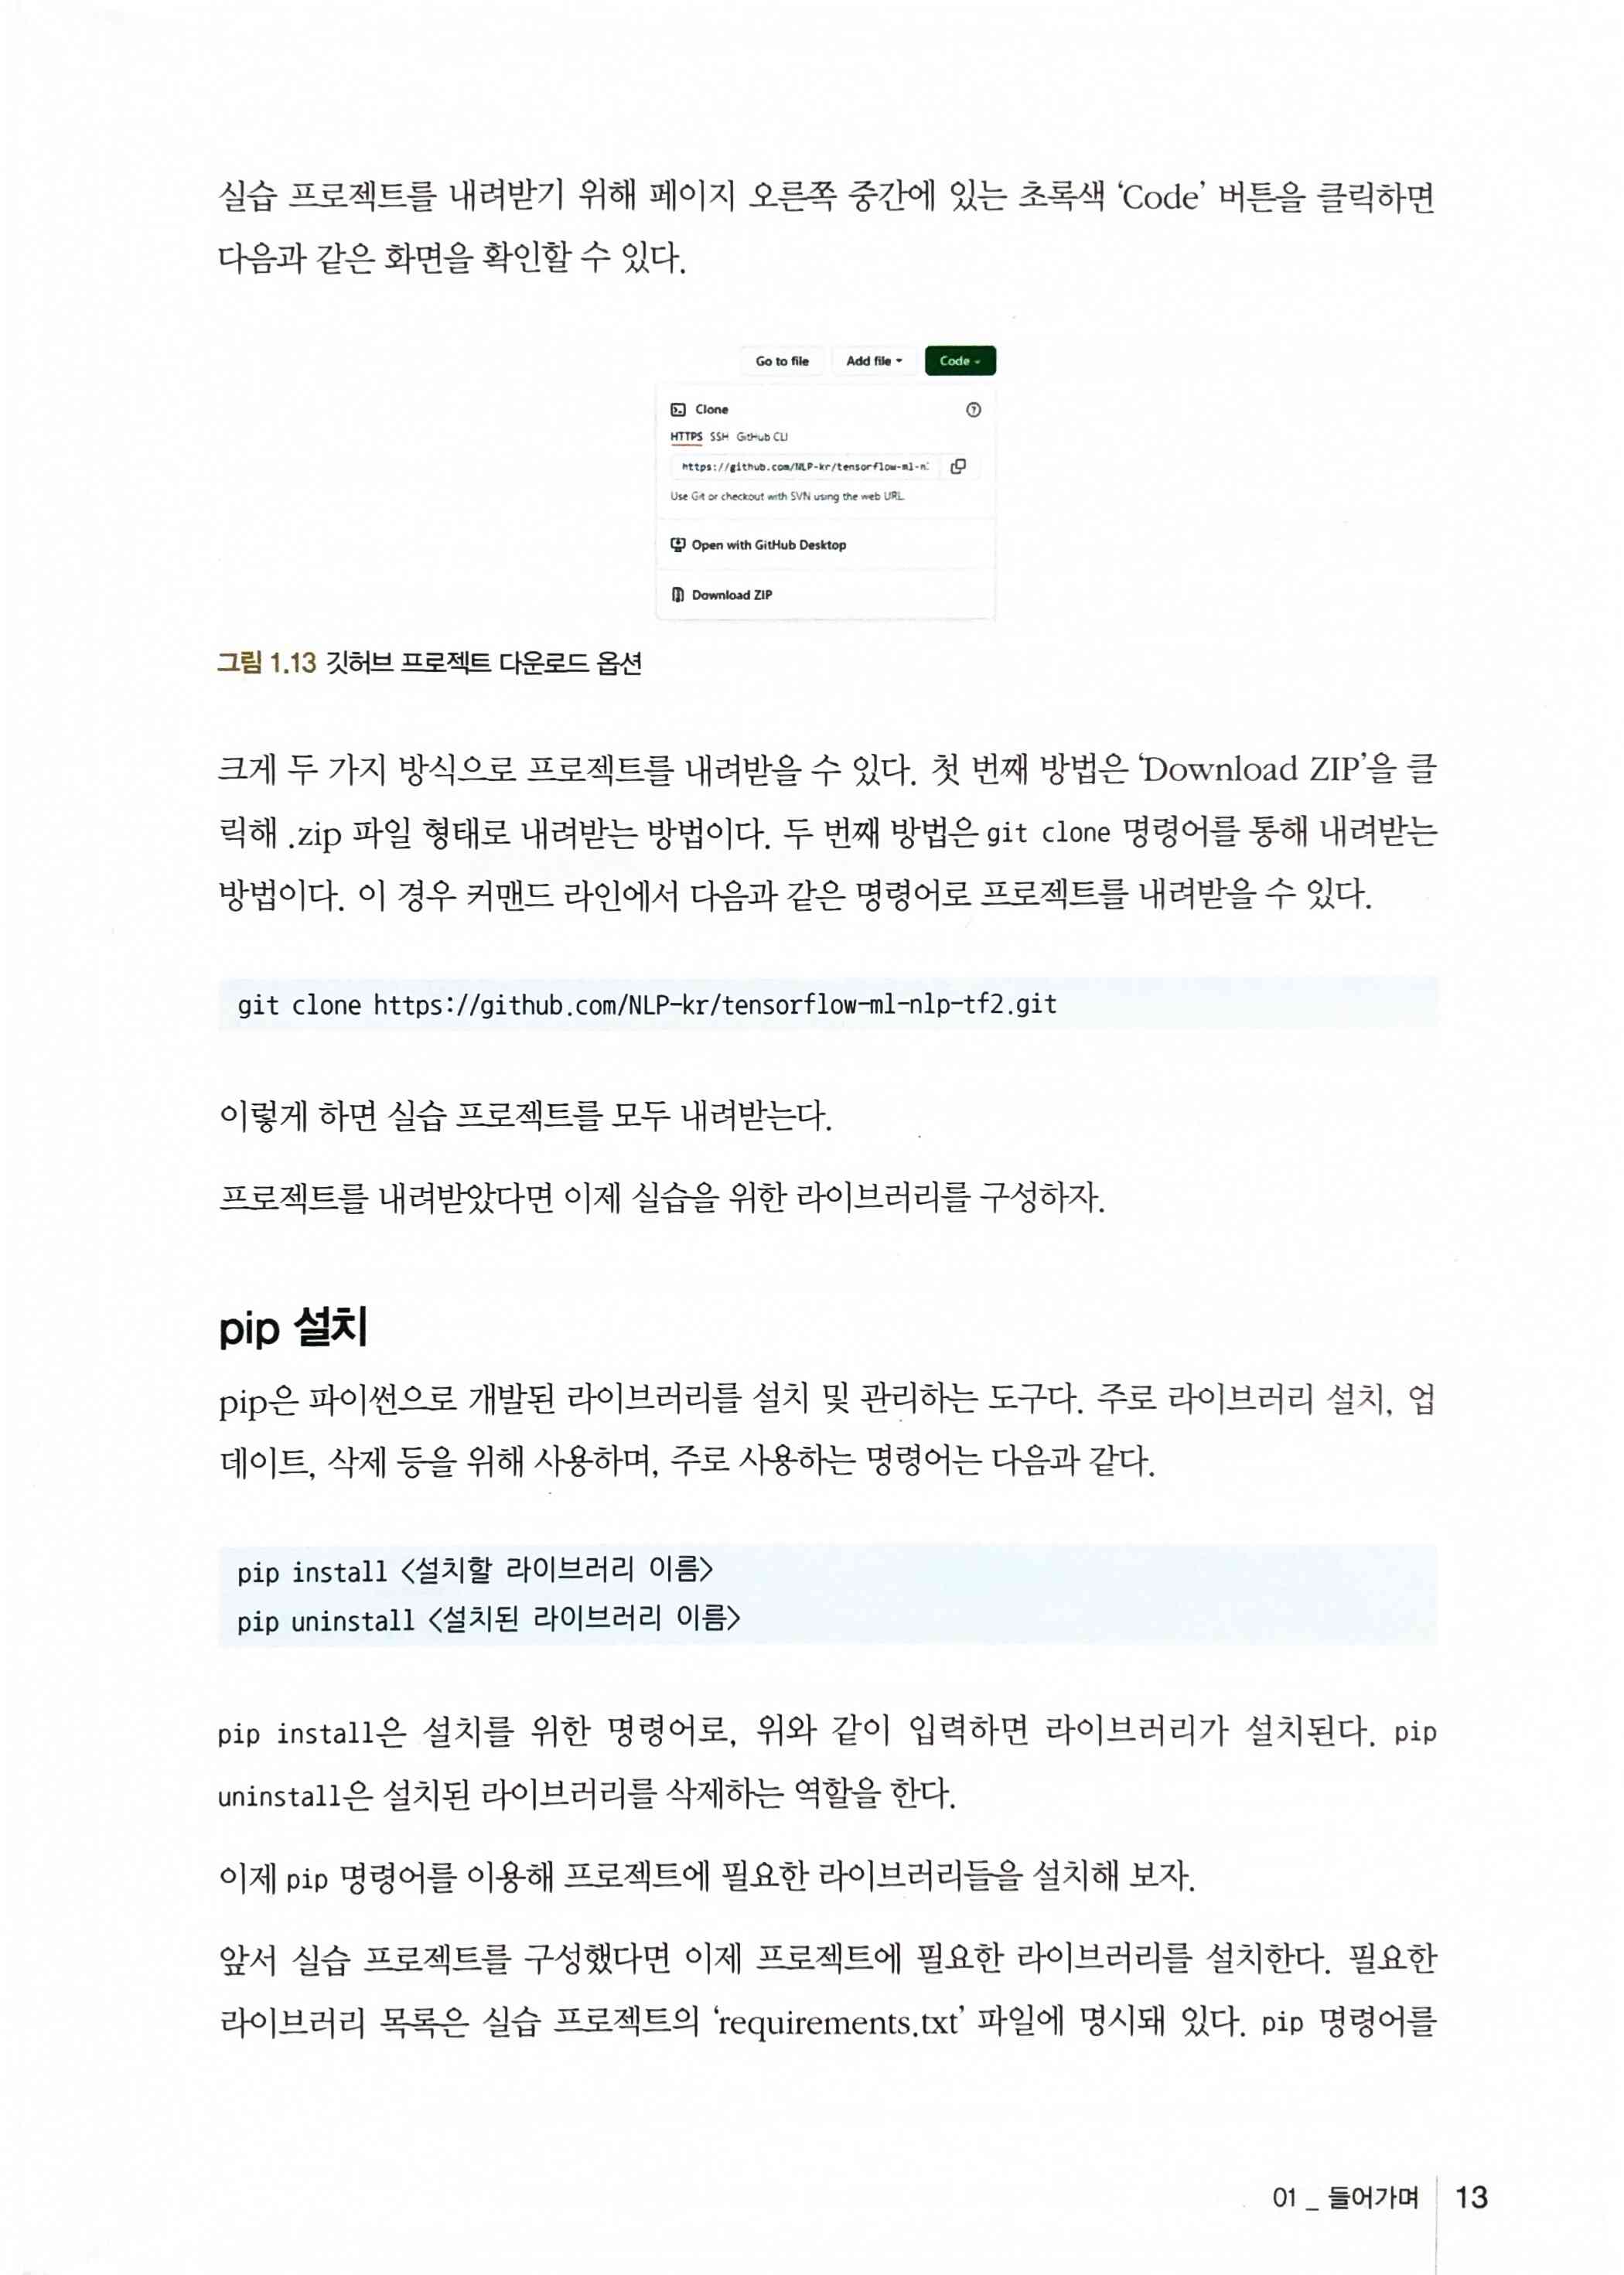 실습 프로젝트를 내려받기 위해 페이지 오른쪽 중간에 있는 초록색 ‘Code’ 버튼을 클릭하면
다음과 같은 화면을 확인할 수 있다.
Go to file Add file Code
Clone
HTTPS SSH GitHub CLI
https://github.com/NLP-kr/tensorflow-ml-n
Use Git or checkout with SVN using the web URL.
Open with GitHub Desktop
Download ZIP
그림 1.13 깃허브 프로젝트 다운로드 옵션
크게 두 가지 방식으로 프로젝트를 내려받을 수 있다. 첫 번째 방법은 ‘Download ZIP’을 클
릭해 .zip 파일 형태로 내려받는 방법이다. 두 번째 방법은 git clone 명령어를 통해 내려받는
방법이다. 이 경우 커맨드 라인에서 다음과 같은 명령어로 프로젝트를 내려받을 수 있다.
git clone https://github.com/NLP-kr/tensorflow-ml-nlp-tf2.git
이렇게 하면 실습 프로젝트를 모두 내려받는다.
프로젝트를 내려받았다면 이제 실습을 위한 라이브러리를 구성하자.
pip 설치
pip은 파이썬으로 개발된 라이브러리를 설치 및 관리하는 도구다. 주로 라이브러리 설치, 업
데이트, 삭제 등을 위해 사용하며, 주로 사용하는 명령어는 다음과 같다.
pip install <설치할 라이브러리 이름>
pip uninstall <설치된 라이브러리 이름>
pip install은 설치를 위한 명령어로, 위와 같이 입력하면 라이브러리가 설치된다. pip
uninstall은 설치된 라이브러리를 삭제하는 역할을 한다.
이제 pip 명령어를 이용해 프로젝트에 필요한 라이브러리들을 설치해 보자.
앞서 실습 프로젝트를 구성했다면 이제 프로젝트에 필요한 라이브러리를 설치한다. 필요한
라이브러리 목록은 실습 프로젝트의 ‘requirements.txt’ 파일에 명시돼 있다. pip 명령어를
01 _ 들어가며 13